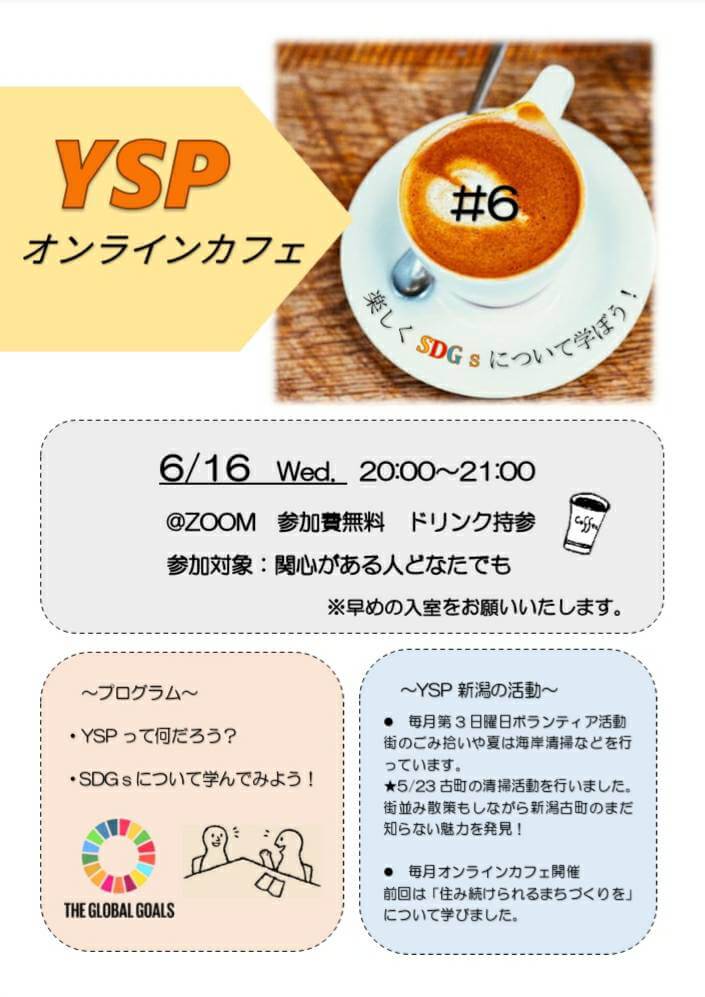 YSP
オンラインカフェ
#6
楽しくSDGsについて学ぼう！
6/16 Wed. 20:00～21:00
@ZOOM 参加費無料 ドリンク持参
参加対象：関心がある人どなたでも
※早めの入室をお願いいたします。
Coffee
～プログラム～
・YSPって何だろう？
・SDGsについて学んでみよう！
THE GLOBAL GOALS
～YSP新潟の活動～
● 毎月第3日曜日ボランティア活動
街のごみ拾いや夏は海岸清掃などを行
っています。
★5/23古町の清掃活動を行いました。
街並み散策もしながら新潟古町のまだ
知らない魅力を発見！
● 毎月オンラインカフェ開催
前回は「住み続けられるまちづくりを」
について学びました。